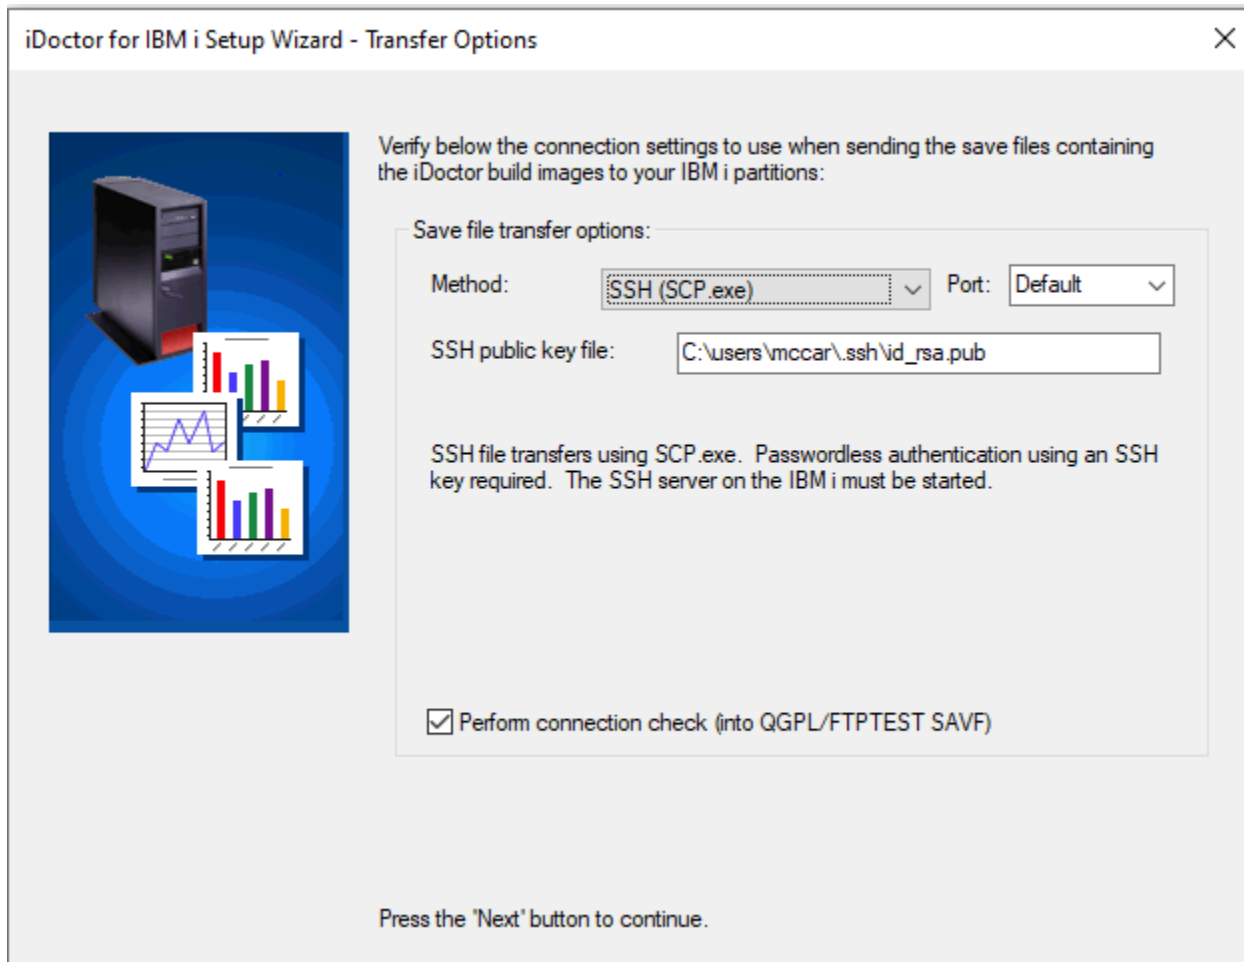 iDoctor for IBM i Setup Wizard - Transfer Options
Verify below the connection settings to use when sending the save files containing
the iDoctor build images to your IBM i partitions:
Save file transfer options:
Method: SSH (SCP.exe) Port: Default
SSH public key file: C:\users\mccar\.ssh\id_rsa.pub
SSH file transfers using SCP.exe.  Passwordless authentication using an SSH
key required.  The SSH server on the IBM i must be started.
Perform connection check (into QGPL/FTPTEST SAVF)
Press the 'Next' button to continue.